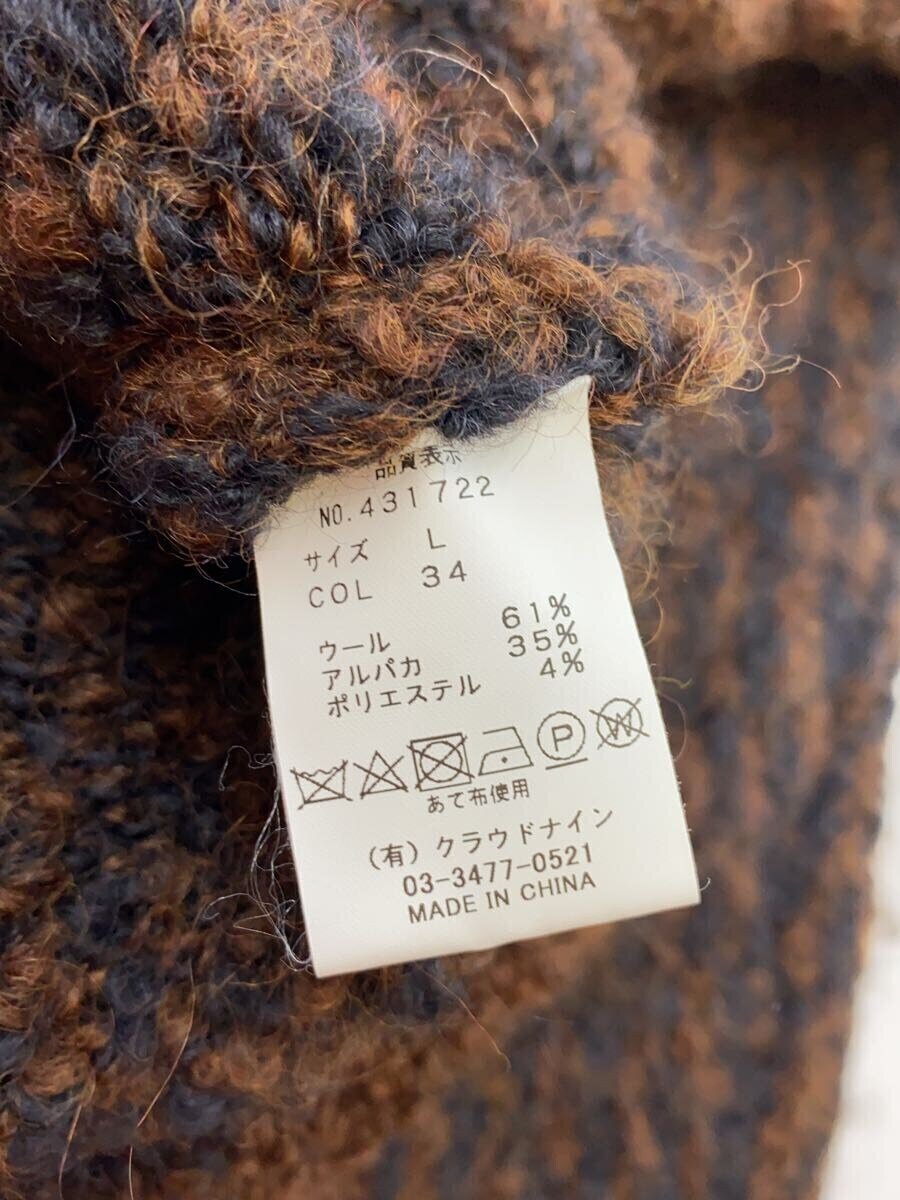 品質表示
NO.431722
サイズ L
COL 34
ウール 61%
アルパカ 35%
ポリエステル 4%
P W
あて布使用
(有)クラウドナイン
03-3477-0521
MADE IN CHINA